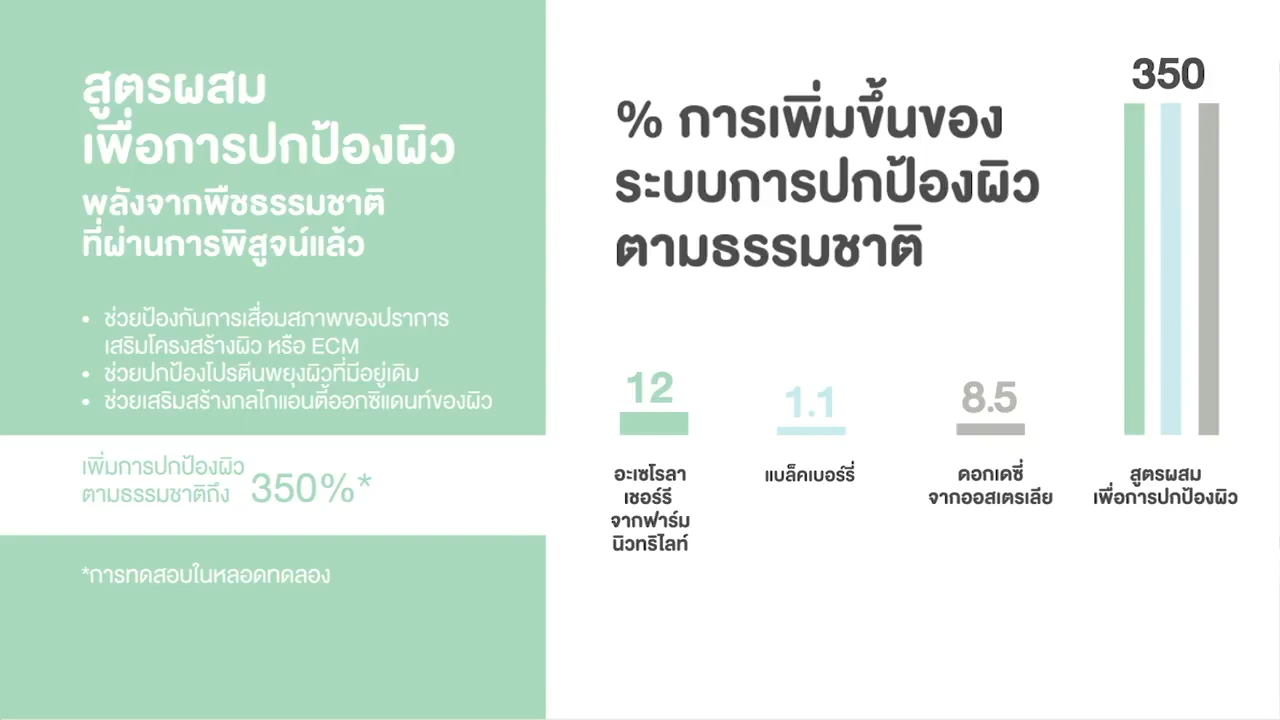 สูตรผสม
เพื่อการปกป้องผิว
พลังจากพืชธรรมชาติ
ที่ผ่านการพิสูจน์แล้ว
• ช่วยป้องกันการเสื่อมสภาพของปราการ
เสริมโครงสร้างผิว หรือ ECM
• ช่วยปกป้องโปรตีนพยุงผิวที่มีอยู่เดิม
• ช่วยเสริมสร้างกลไกแอนตี้ออกซิแดนท์ของผิว
เพิ่มการปกป้องผิว
ตามธรรมชาติถึง 350%*
*การทดสอบในหลอดทดลอง
% การเพิ่มขึ้นของ
ระบบการปกป้องผิว
ตามธรรมชาติ
12
อะเซโรลา
เชอร์รี
จากฟาร์ม
นิวทริไลท์
1.1
แบล็คเบอร์รี่
8.5
ดอกเดซี่
จากออสเตรเลีย
350
สูตรผสม
เพื่อการปกป้องผิว